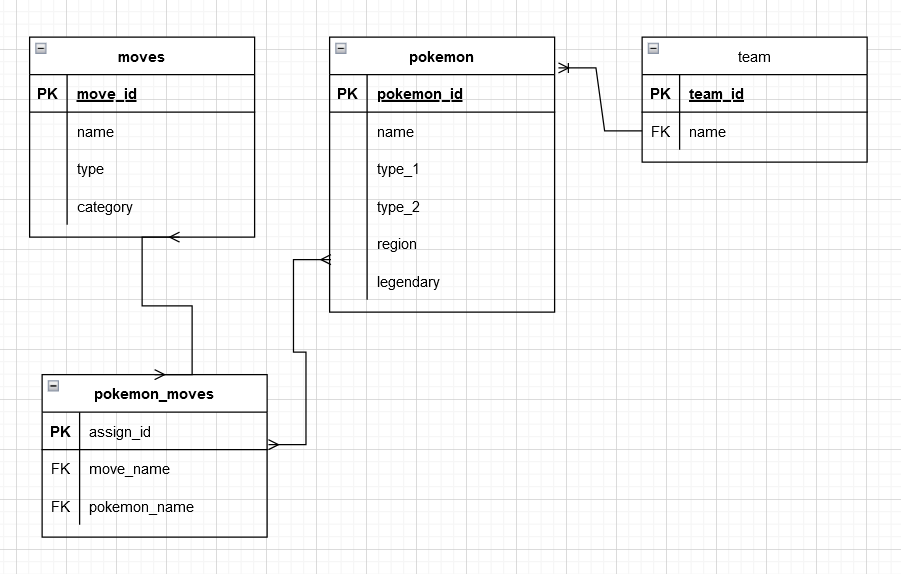 moves
PK move_id
name
type
category
pokemon
PK pokemon_id
name
type_1
type_2
region
legendary
team
PK team_id
FK name
pokemon_moves
PK assign_id
FK move_name
FK pokemon_name